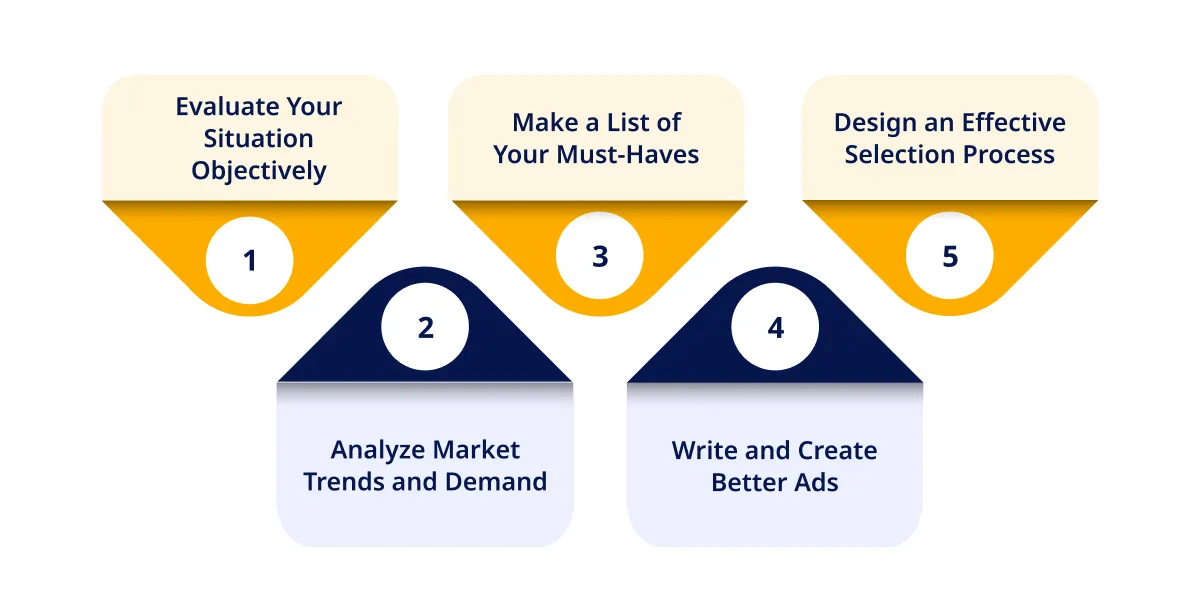 Evaluate Your
Situation
Objectively
1
2
Analyze Market
Trends and Demand
Make a List of
Your Must-Haves
3
4
Write and Create
Better Ads
Design an Effective
Selection Process
5